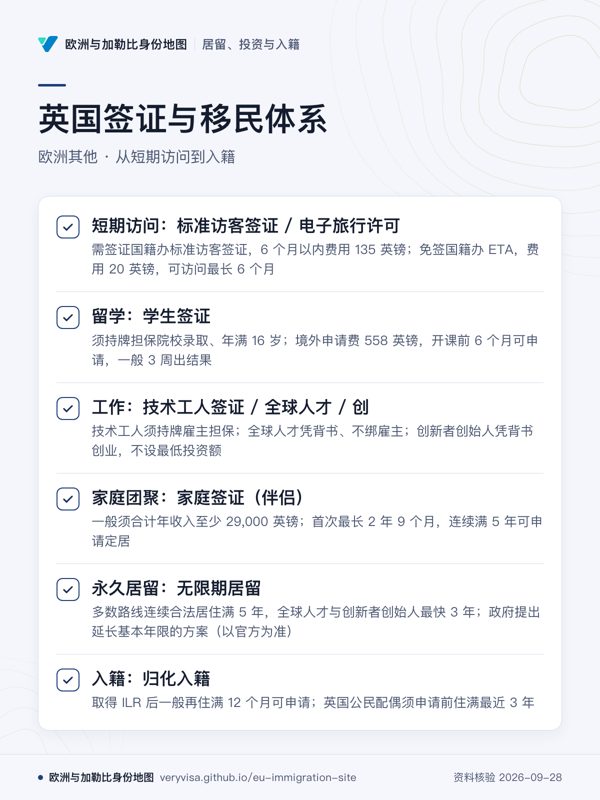 欧洲与加勒比身份地图 居留、投资与入籍
英国签证与移民体系
欧洲其他 · 从短期访问到入籍
短期访问：标准访客签证 / 电子旅行许可
需签证国籍办标准访客签证，6 个月以内费用 135 英镑；免签国籍办 ETA，费
用 20 英镑，可访问最长 6 个月
留学：学生签证
须持牌担保院校录取、年满 16 岁；境外申请费 558 英镑，开课前 6 个月可申
请，一般 3 周出结果
工作：技术工人签证 / 全球人才 / 创
技术工人须持牌雇主担保；全球人才凭背书、不绑雇主；创新者创始人凭背书
创业，不设最低投资额
家庭团聚：家庭签证（伴侣）
一般须合计年收入至少 29,000 英镑；首次最长 2 年 9 个月，连续满 5 年可申
请定居
永久居留：无限期居留
多数路线连续合法居住满 5 年，全球人才与创新者创始人最快 3 年；政府提出
延长基本年限的方案（以官方为准）
入籍：归化入籍
取得 ILR 后一般再住满 12 个月可申请；英国公民配偶须申请前住满最近 3 年
欧洲与加勒比身份地图 veryvisa.github.io/eu-immigration-site 资料核验 2026-09-28